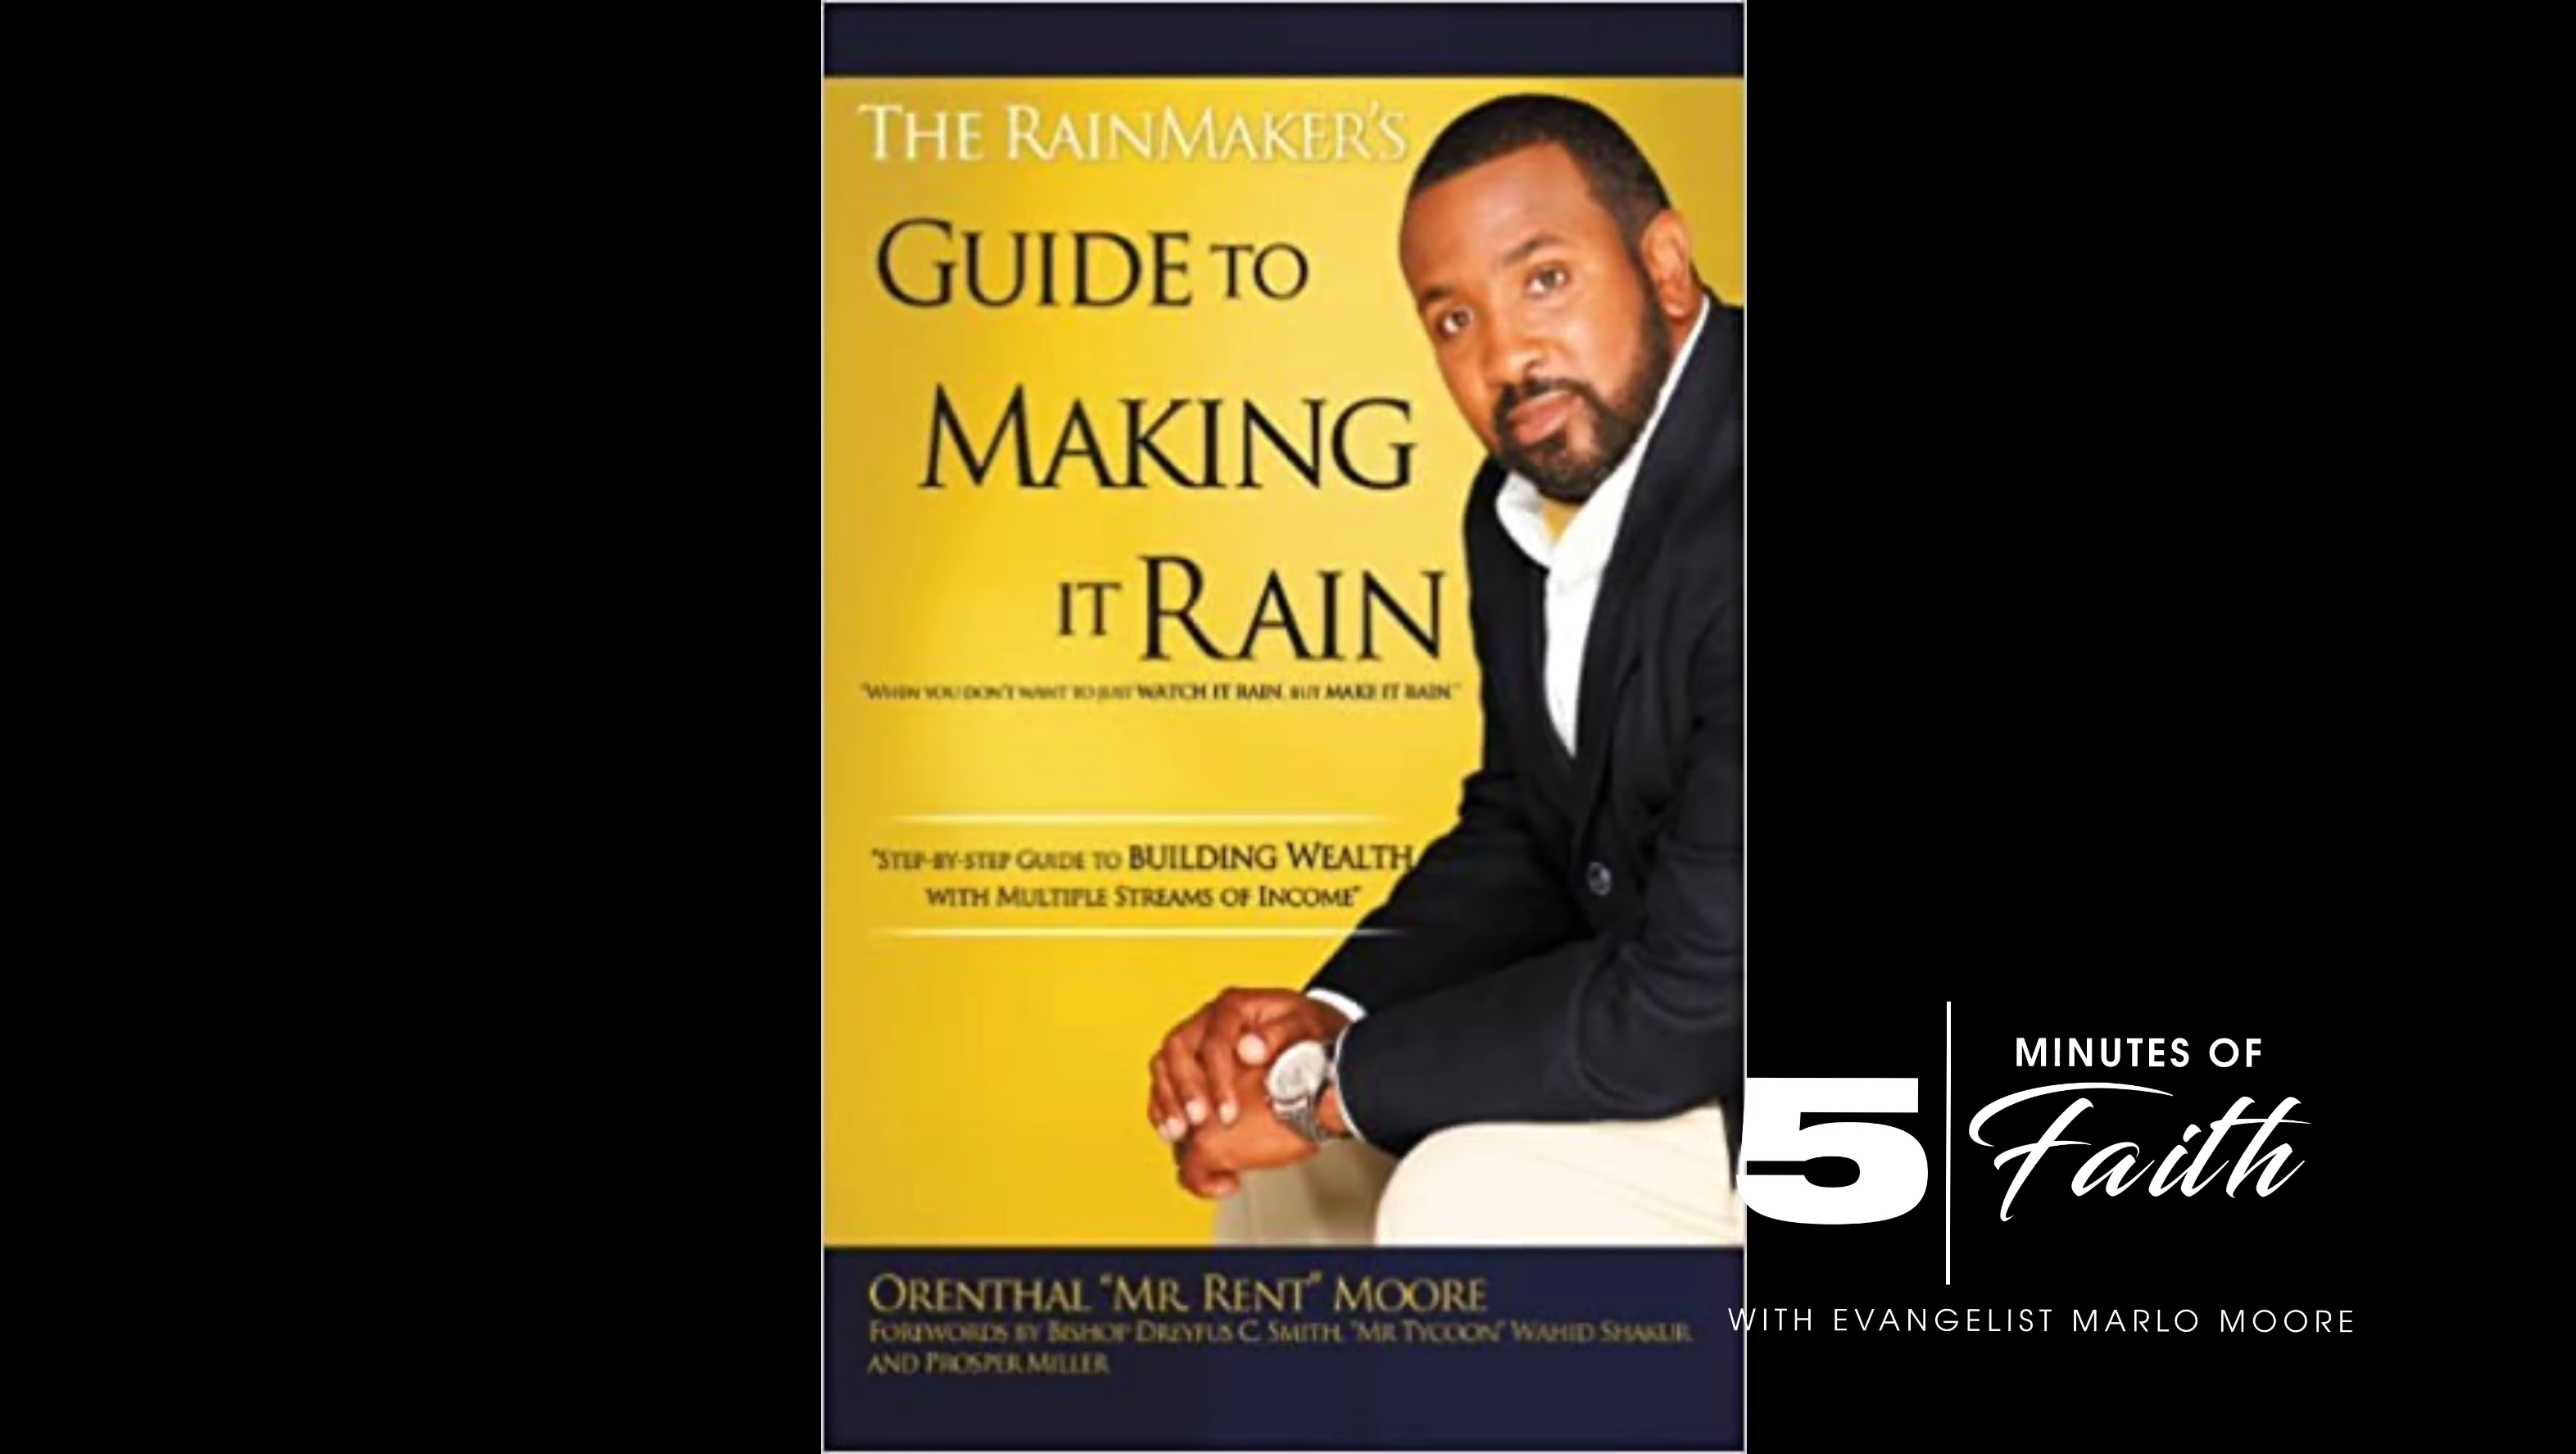 THE RAINMAKER'S
GUIDE TO
MAKING
IT RAIN
"WHEN YOU DON'T WANT TO JUST WATCH IT RAIN, BUT MAKE IT RAIN."
"STEP-BY-STEP GUIDE TO BUILDING WEALTH
WITH MULTIPLE STREAMS OF INCOME"
ORENTHAL "MR. RENT" MOORE
FOREWORDS BY BISHOP DREYFUS C. SMITH, "MR TYCOON" WAHID SHAKUR
AND PROSPER MILLER
5
MINUTES OF
Faith
WITH EVANGELIST MARLO MOORE